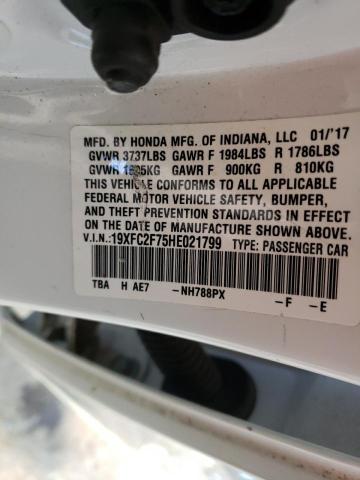 MFD. BY HONDA MFG. OF INDIANA, LLC 01/'17
GVWR 3737LBS GAWR F 1984LBS R 1786LBS
GVWR 1695KG GAWR F 900KG R 810KG
THIS VEHICLE CONFORMS TO ALL APPLICABLE
FEDERAL MOTOR VEHICLE SAFETY, BUMPER,
AND THEFT PREVENTION STANDARDS IN EFFECT
ON THE DATE OF MANUFACTURE SHOWN ABOVE.
V.I.N.: 19XFC2F75HE021799 TYPE: PASSENGER CAR
TBA H AE7 -NH788PX -F -E